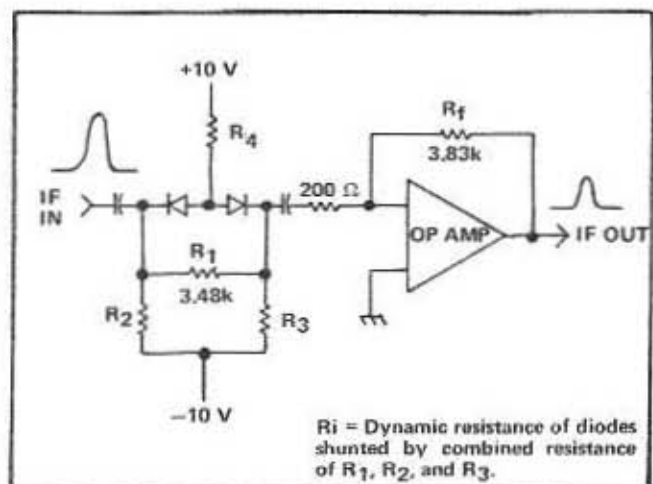 +10 V
R4
Rf
3.83k
IF
IN
200 Ω
OP AMP
IF OUT
R1
3.48k
R2
R3
−10 V
Ri = Dynamic resistance of diodes
shunted by combined resistance
of R1, R2, and R3.